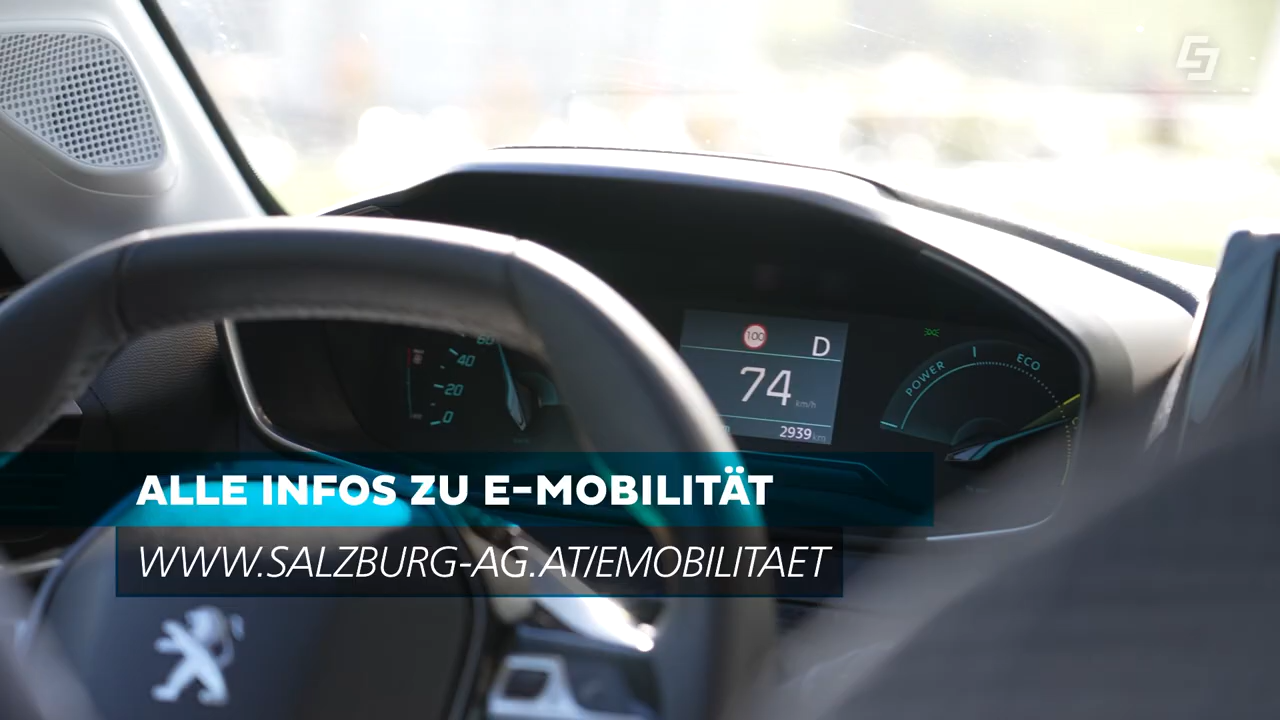 100
D
74
km/h
2939 km
60
40
20
0
POWER
ECO
ALLE INFOS ZU E-MOBILITÄT
WWW.SALZBURG-AG.AT/EMOBILITAET